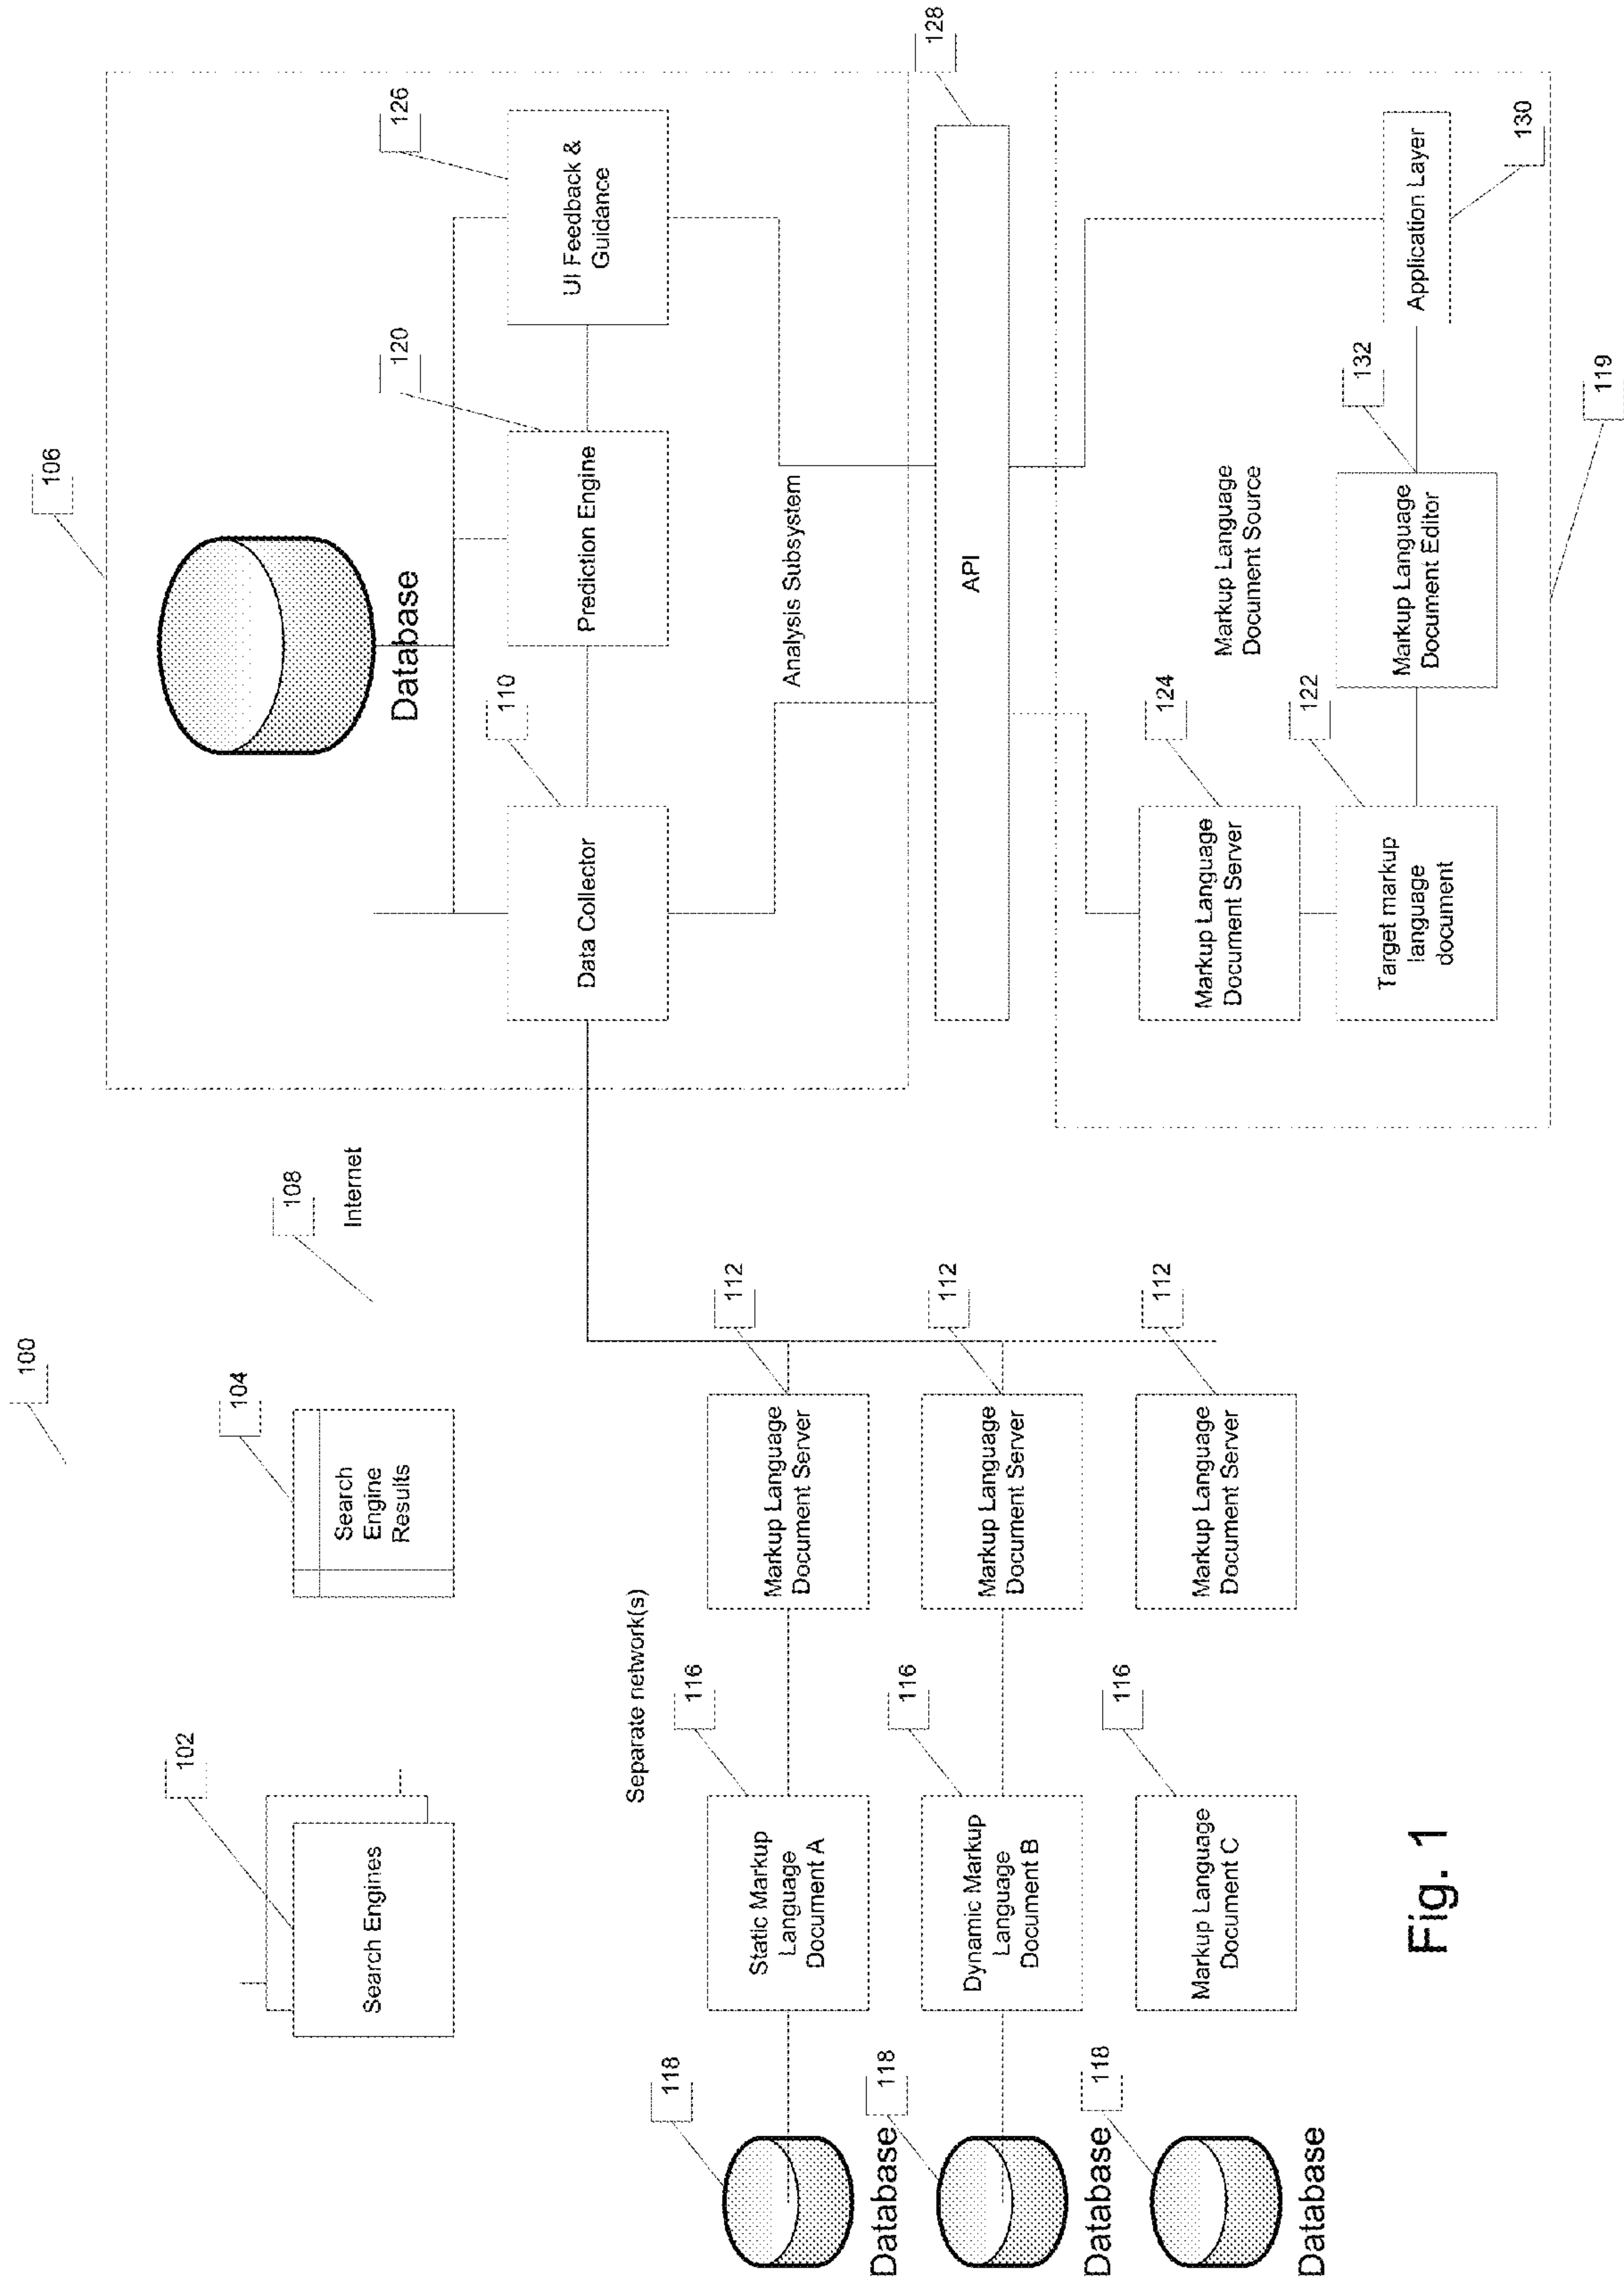 100
102
Search Engines
104
Search
Engine
Results
108
Internet
106
Database
110
Data Collector
120
Prediction Engine
126
UI Feedback &
Guidance
Analysis Subsystem
128
API
Separate network(s)
118
Database
116
Static Markup
Language
Document A
112
Markup Language
Document Server
118
Database
116
Dynamic Markup
Language
Document B
112
Markup Language
Document Server
118
Database
116
Markup Language
Document C
112
Markup Language
Document Server
124
Markup Language
Document Server
Markup Language
Document Source
122
Target markup
language
document
132
Markup Language
Document Editor
Application Layer
130
119
Fig. 1